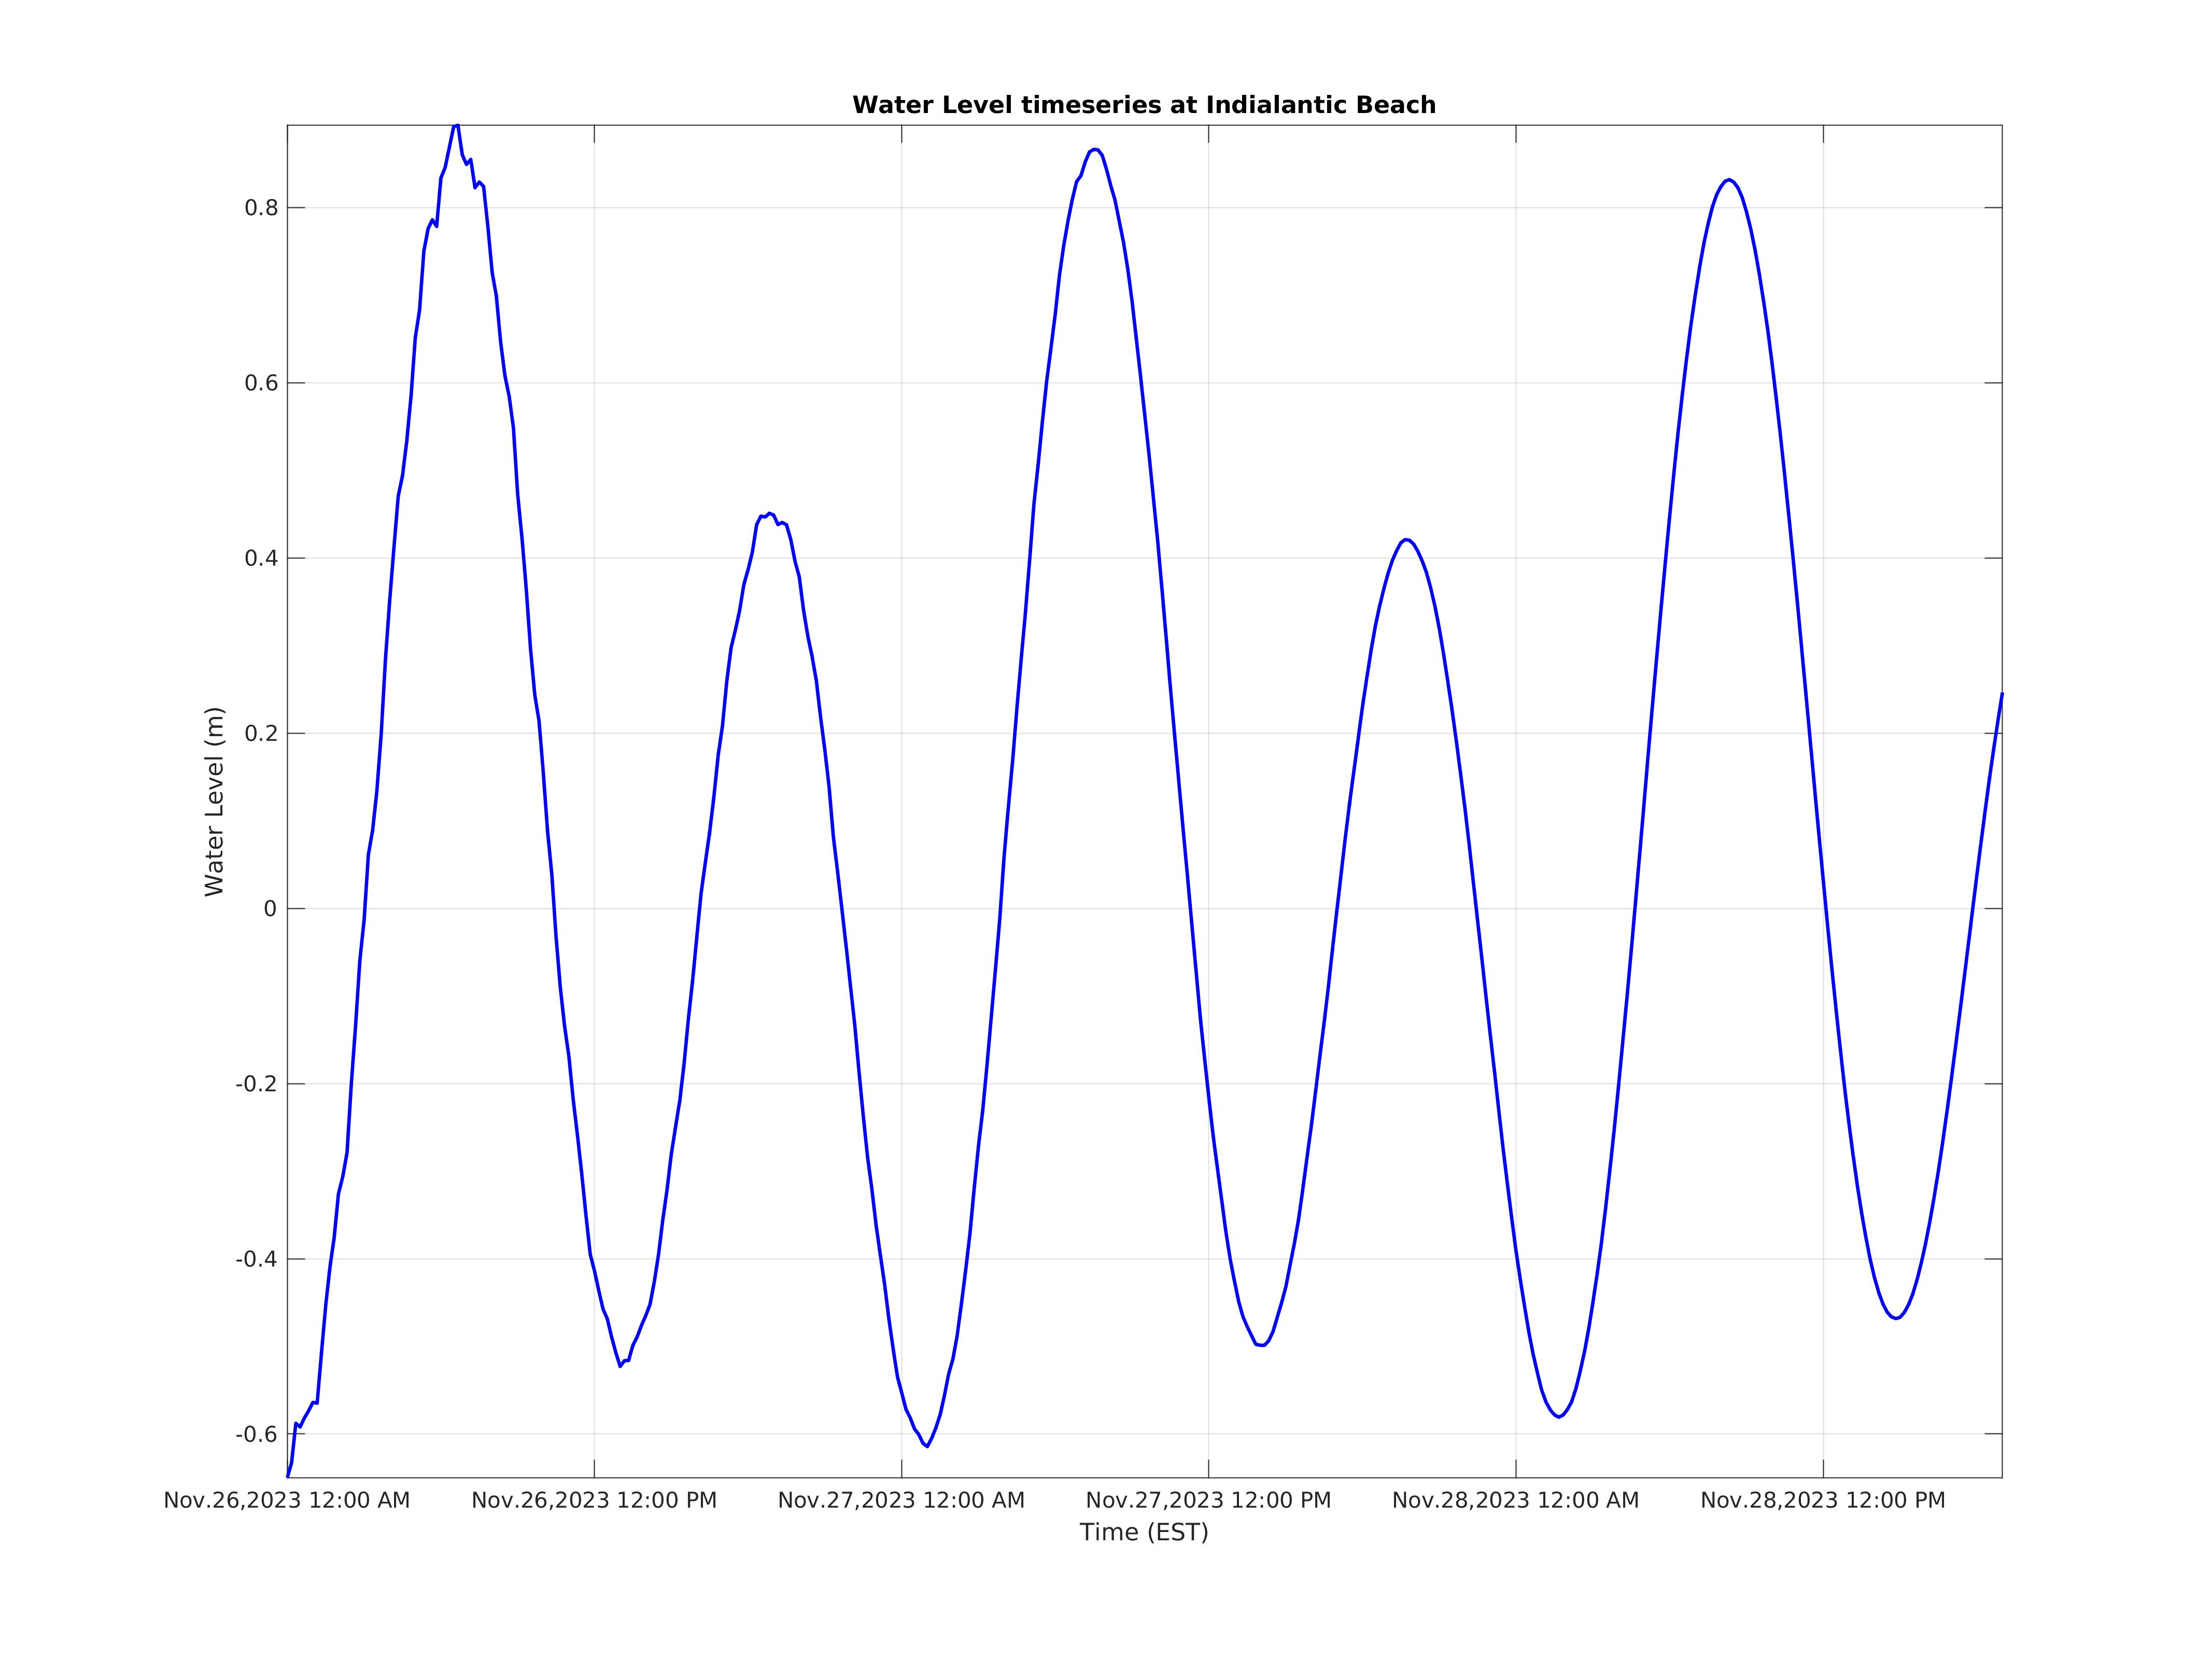 Water Level timeseries at Indialantic Beach
0.8
0.6
0.4
0.2
0
-0.2
-0.4
-0.6
Water Level (m)
Nov.26,2023 12:00 AM Nov.26,2023 12:00 PM Nov.27,2023 12:00 AM Nov.27,2023 12:00 PM Nov.28,2023 12:00 AM Nov.28,2023 12:00 PM
Time (EST)